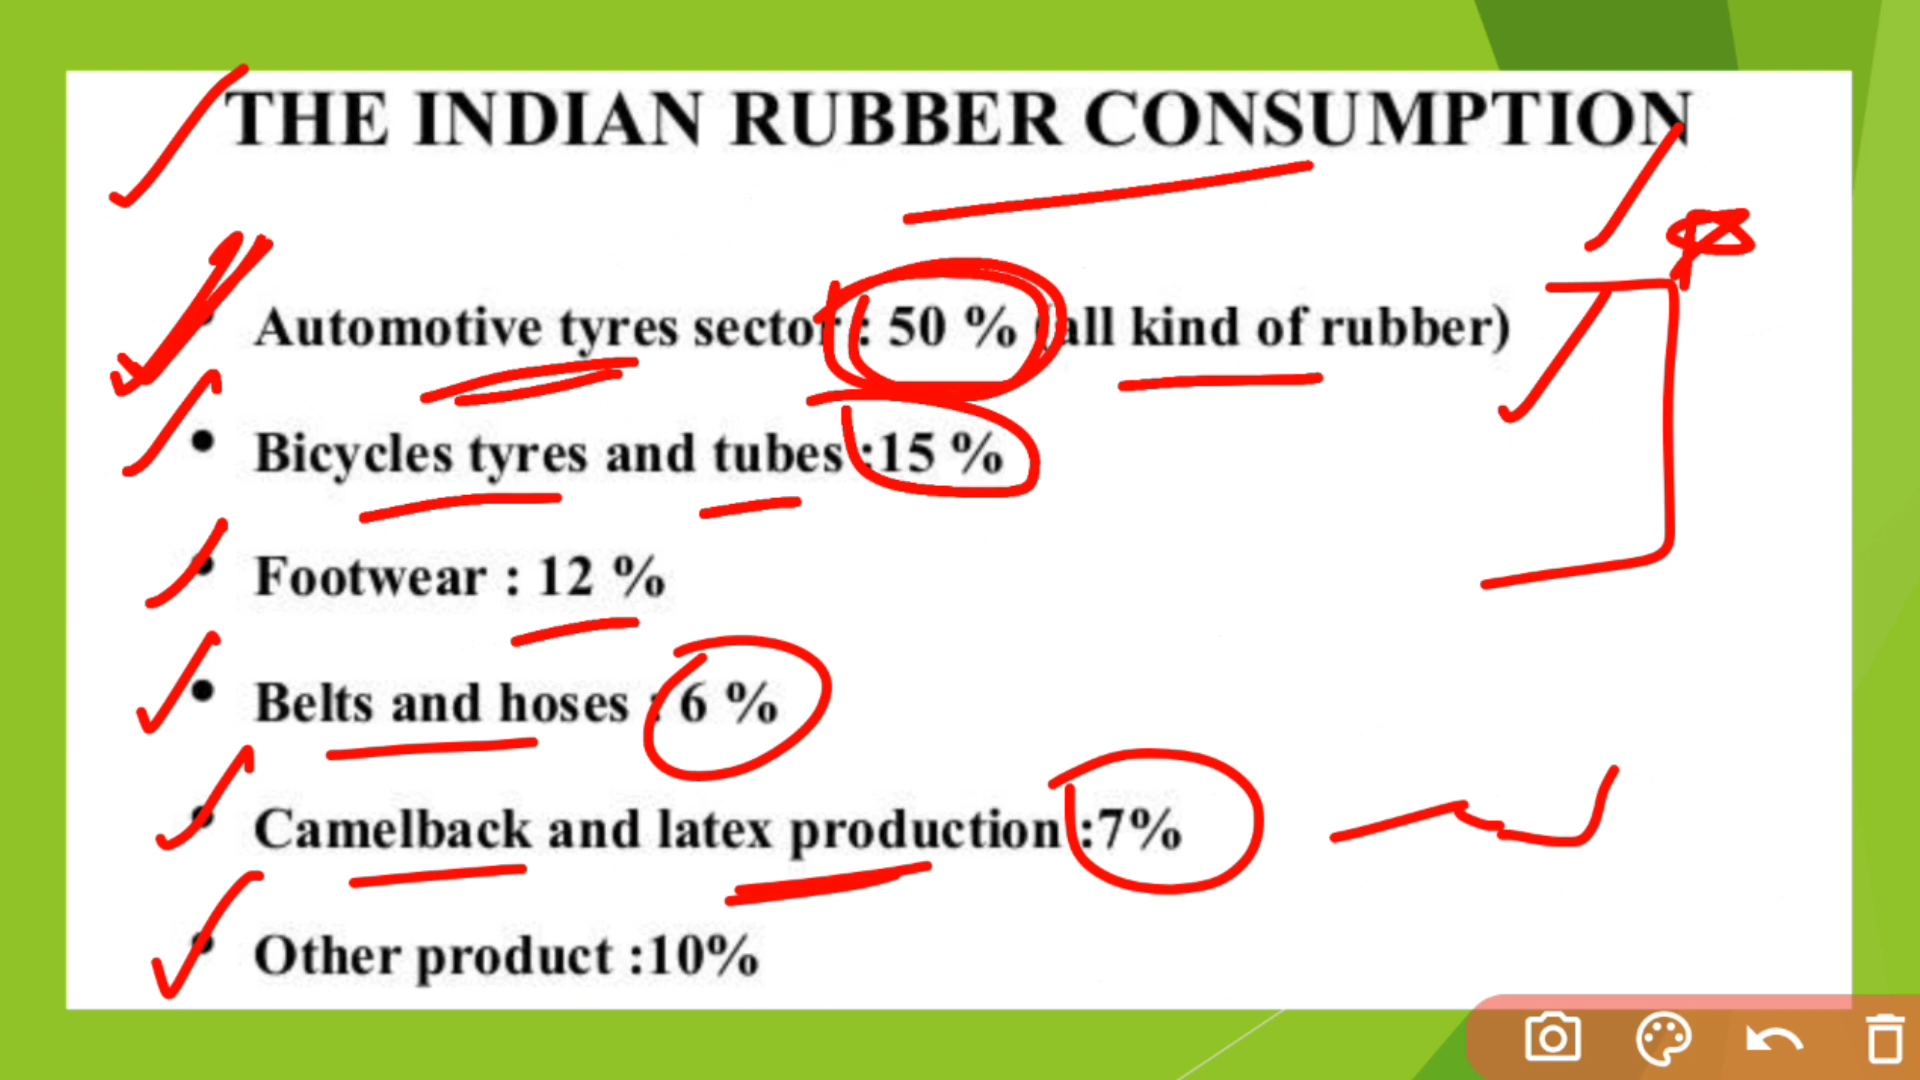 THE INDIAN RUBBER CONSUMPTION
Automotive tyres sector : 50 % (all kind of rubber)
• Bicycles tyres and tubes :15 %
• Footwear : 12 %
• Belts and hoses : 6 %
• Camelback and latex production :7%
• Other product :10%